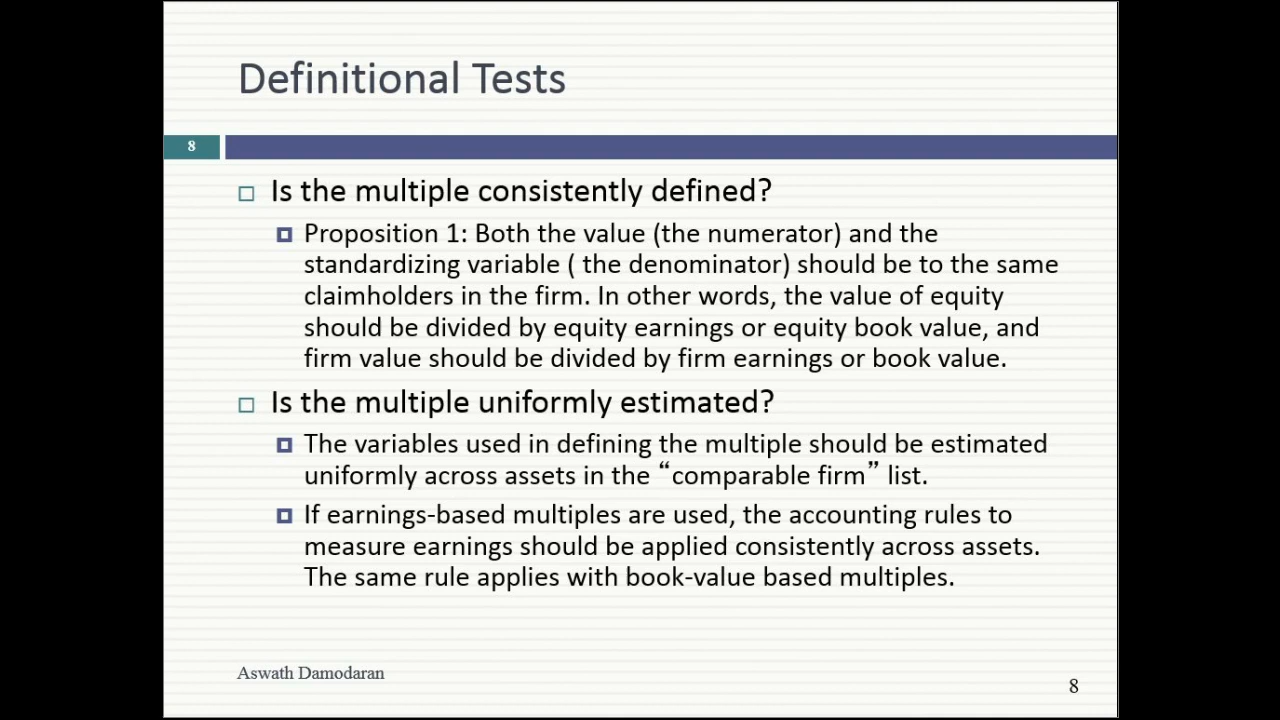 Definitional Tests
8
Is the multiple consistently defined?
Proposition 1: Both the value (the numerator) and the
standardizing variable ( the denominator) should be to the same
claimholders in the firm. In other words, the value of equity
should be divided by equity earnings or equity book value, and
firm value should be divided by firm earnings or book value.
Is the multiple uniformly estimated?
The variables used in defining the multiple should be estimated
uniformly across assets in the “comparable firm” list.
If earnings-based multiples are used, the accounting rules to
measure earnings should be applied consistently across assets.
The same rule applies with book-value based multiples.
Aswath Damodaran
8